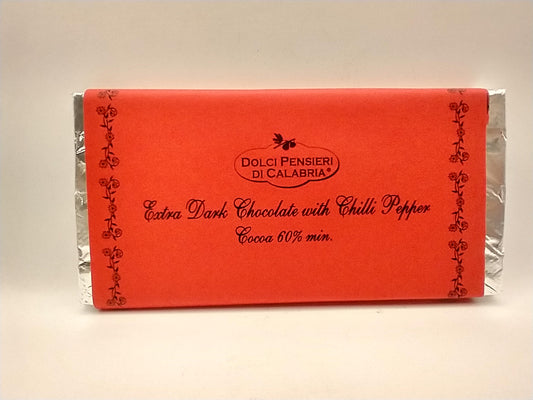 DOLCI PENSIERI
DI CALABRIA®
Extra Dark Chocolate with Chilli Pepper
Cocoa 60% min.